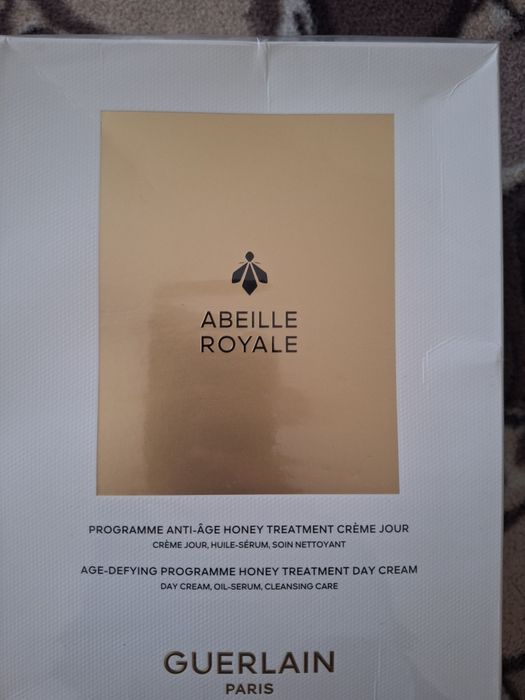 ABEILLE
ROYALE
PROGRAMME ANTI-ÂGE HONEY TREATMENT CRÈME JOUR
CRÈME JOUR, HUILE-SÉRUM, SOIN NETTOYANT
AGE-DEFYING PROGRAMME HONEY TREATMENT DAY CREAM
DAY CREAM, OIL-SERUM, CLEANSING CARE
GUERLAIN
PARIS